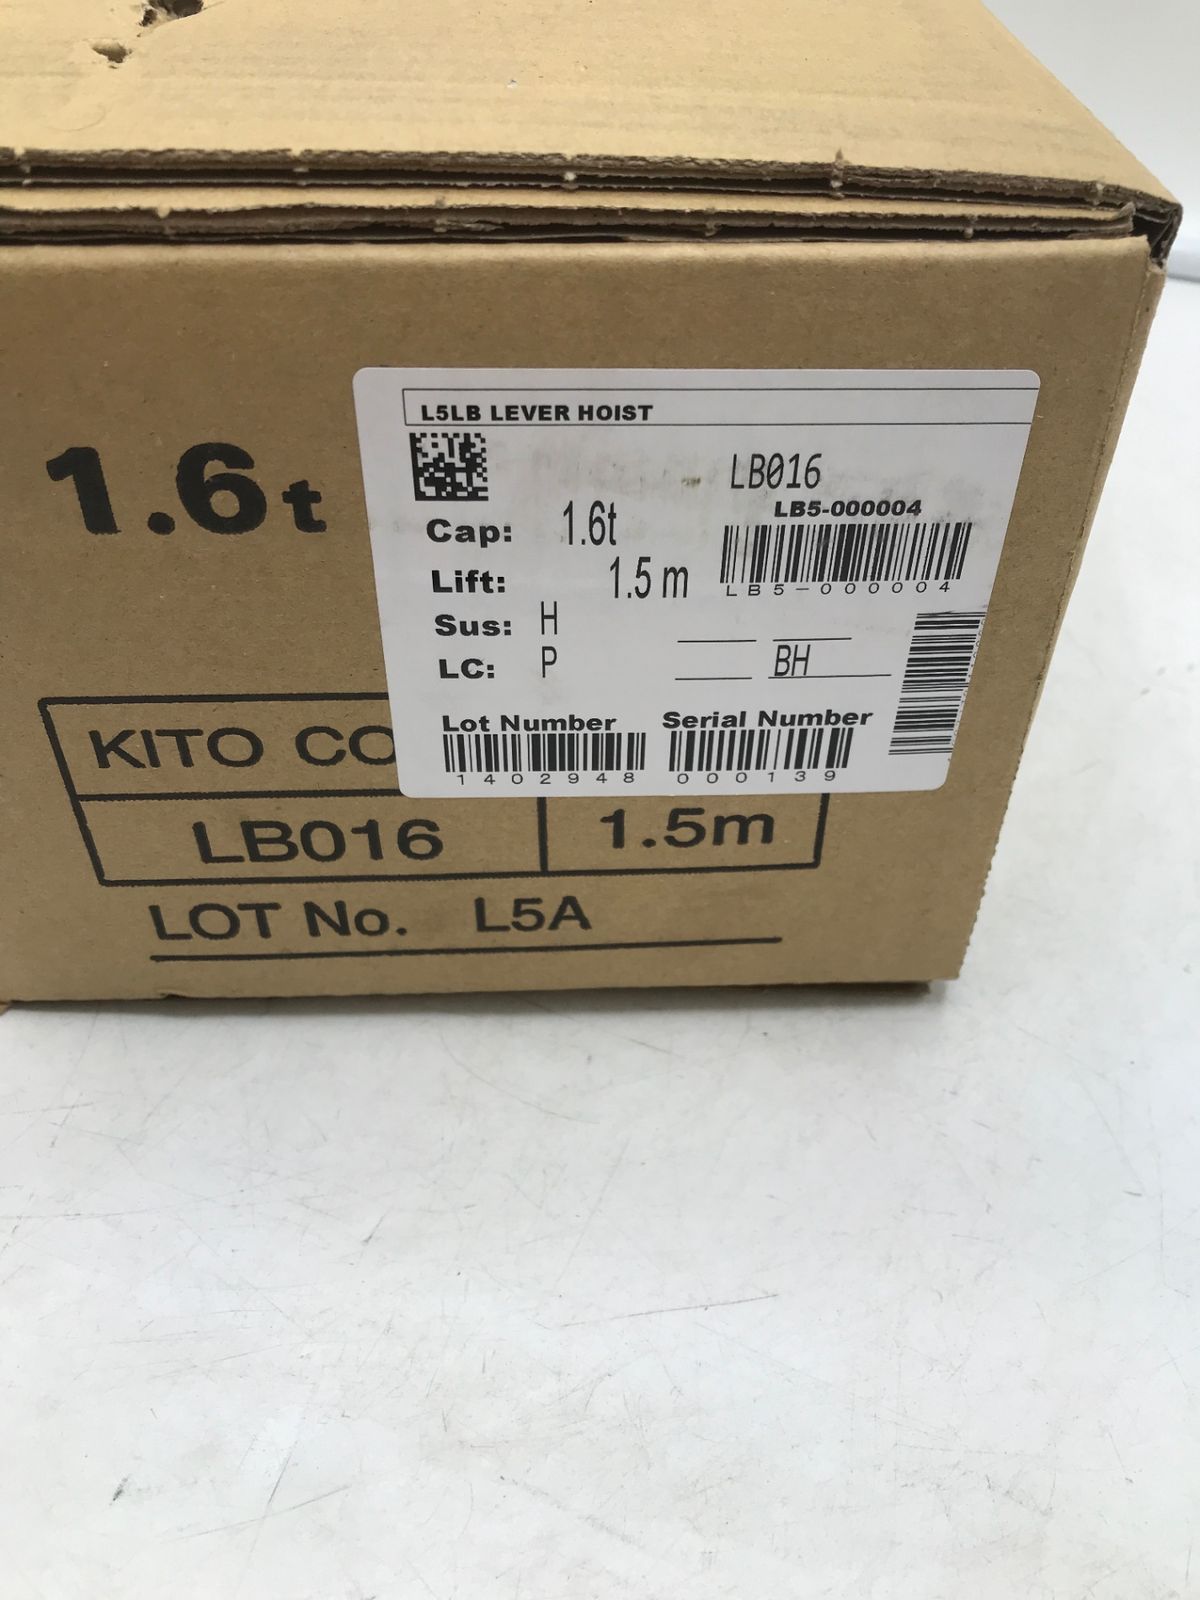 L5LB LEVER HOIST
LB016
LB5-000004
LB5-000004
1.6t
Cap: 1.6t
Lift: 1.5 m
Sus: H
LC: P BH
Lot Number Serial Number
1402948 000139
KITO CO
LB016 1.5m
LOT No. L5A